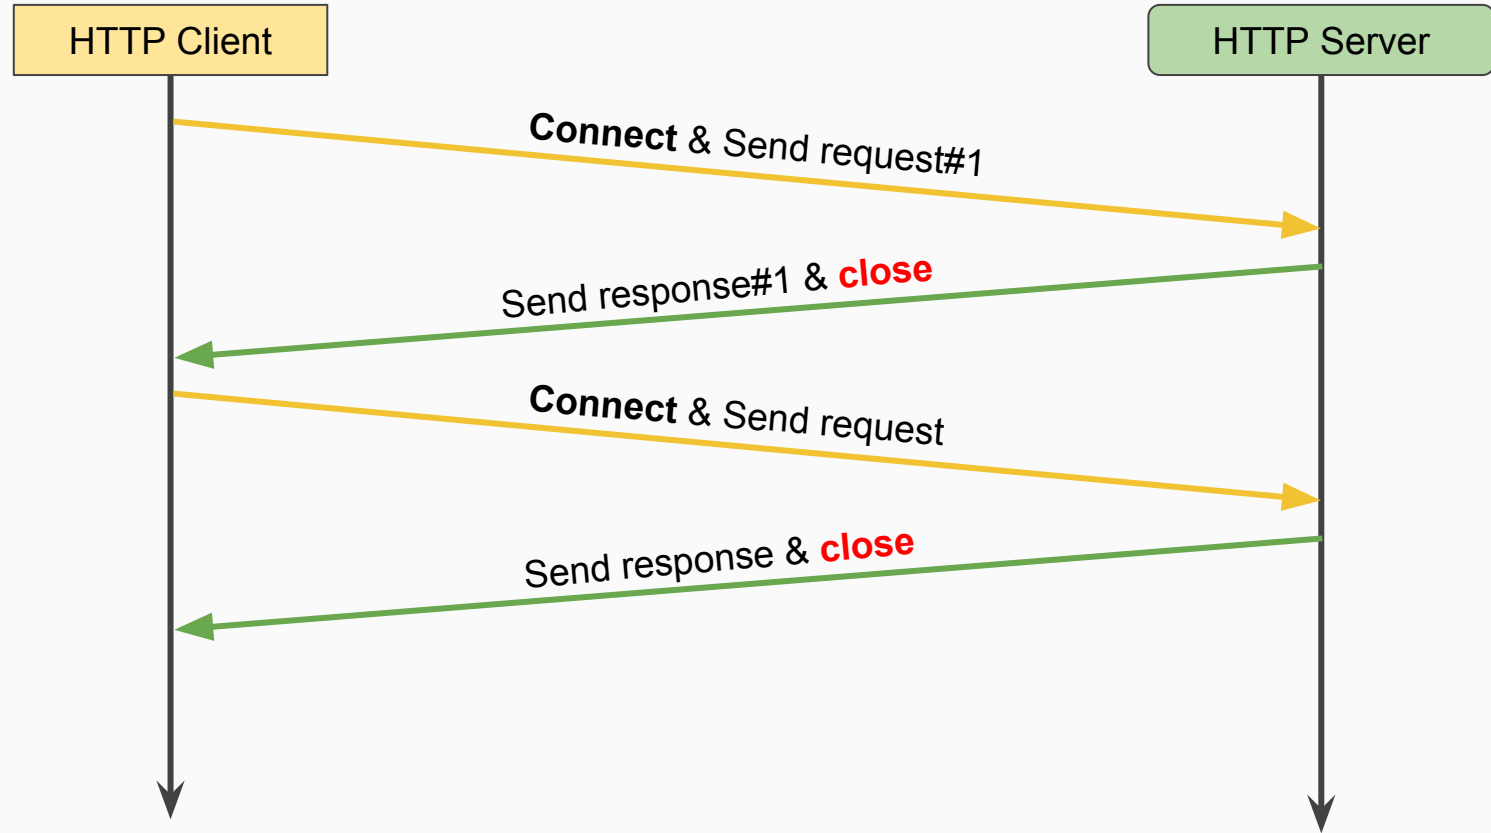 HTTP Client
HTTP Server
Connect & Send request#1
Send response#1 & close
Connect & Send request
Send response & close